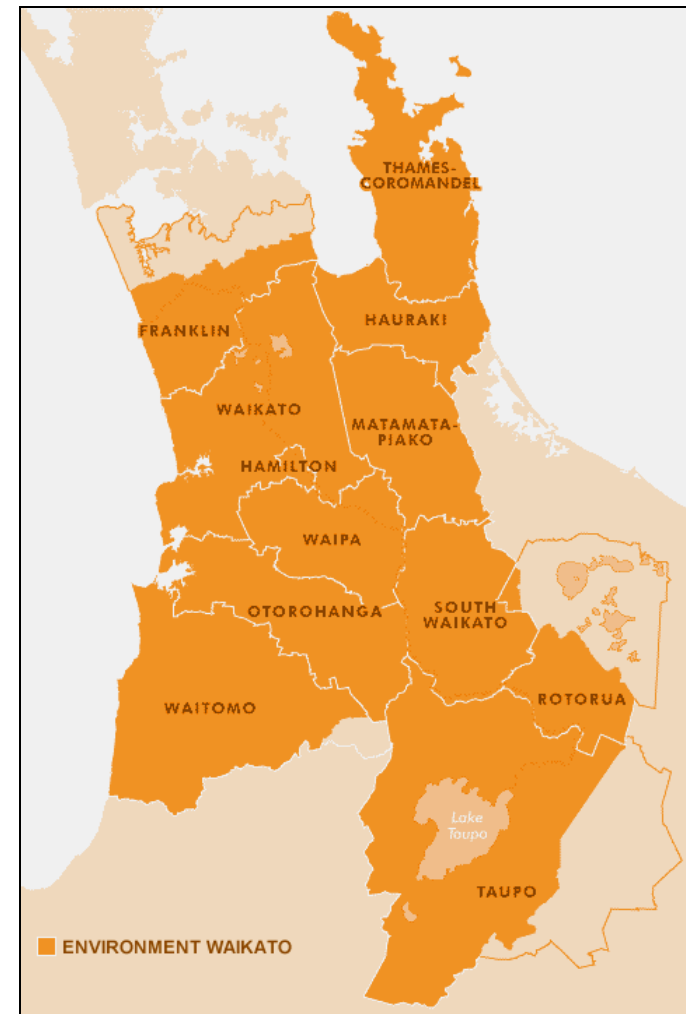 THAMES-
COROMANDEL
HAURAKI
FRANKLIN
WAIKATO
MATAMATA-
PIAKO
HAMILTON
WAIPA
OTOROHANGA
SOUTH
WAIKATO
ROTORUA
WAITOMO
Lake
Taupo
TAUPO
ENVIRONMENT WAIKATO